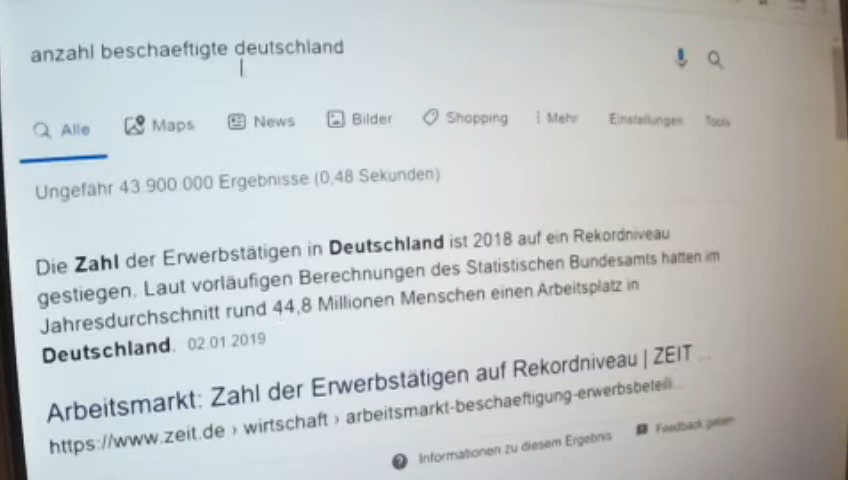 anzahl beschaeftigte deutschland
Alle Maps News Bilder Shopping Mehr Einstellungen Tools
Ungefähr 43 900 000 Ergebnisse (0,48 Sekunden)
Die Zahl der Erwerbstätigen in Deutschland ist 2018 auf ein Rekordniveau
gestiegen. Laut vorläufigen Berechnungen des Statistischen Bundesamts hatten im
Jahresdurchschnitt rund 44,8 Millionen Menschen einen Arbeitsplatz in
Deutschland. 02.01.2019
Arbeitsmarkt: Zahl der Erwerbstätigen auf Rekordniveau | ZEIT ...
https://www.zeit.de › wirtschaft › arbeitsmarkt-beschaeftigung-erwerbsbeteili...
Informationen zu diesem Ergebnis Feedback geben